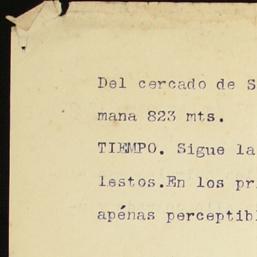 Del cercado de S
mana 823 mts.
TIEMPO. Sigue la
lestos.En los pr
apénas perceptibl